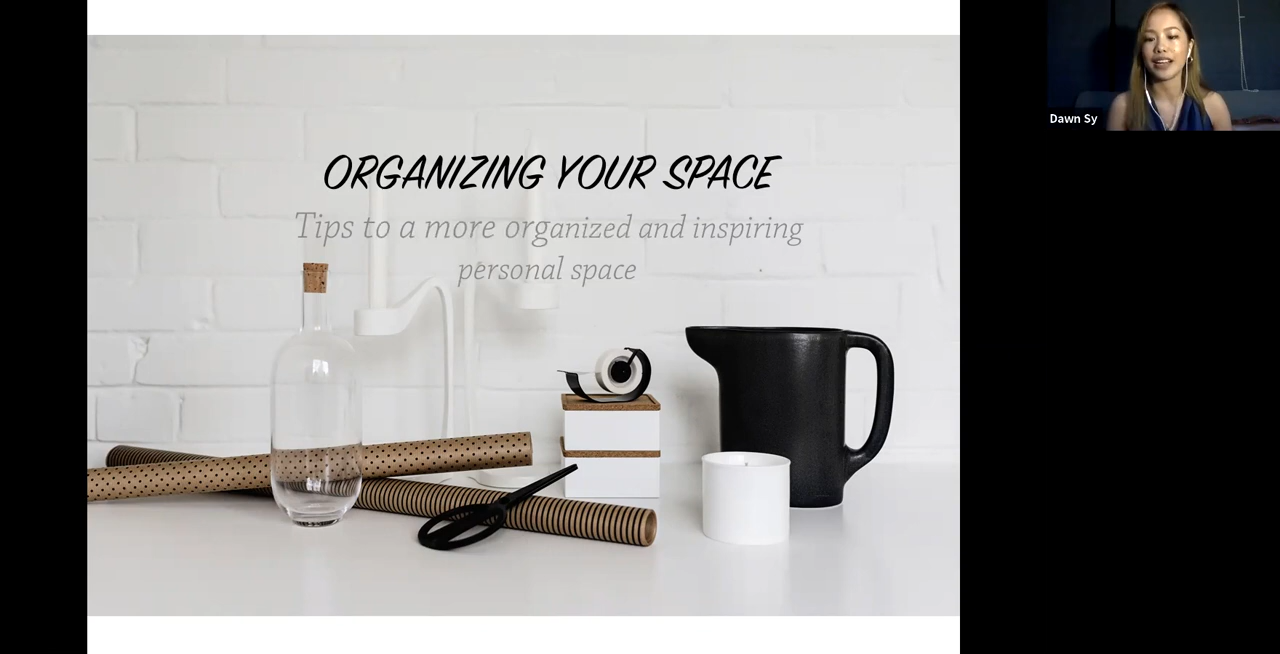 ORGANIZING YOUR SPACE
Tips to a more organized and inspiring
personal space
Dawn Sy